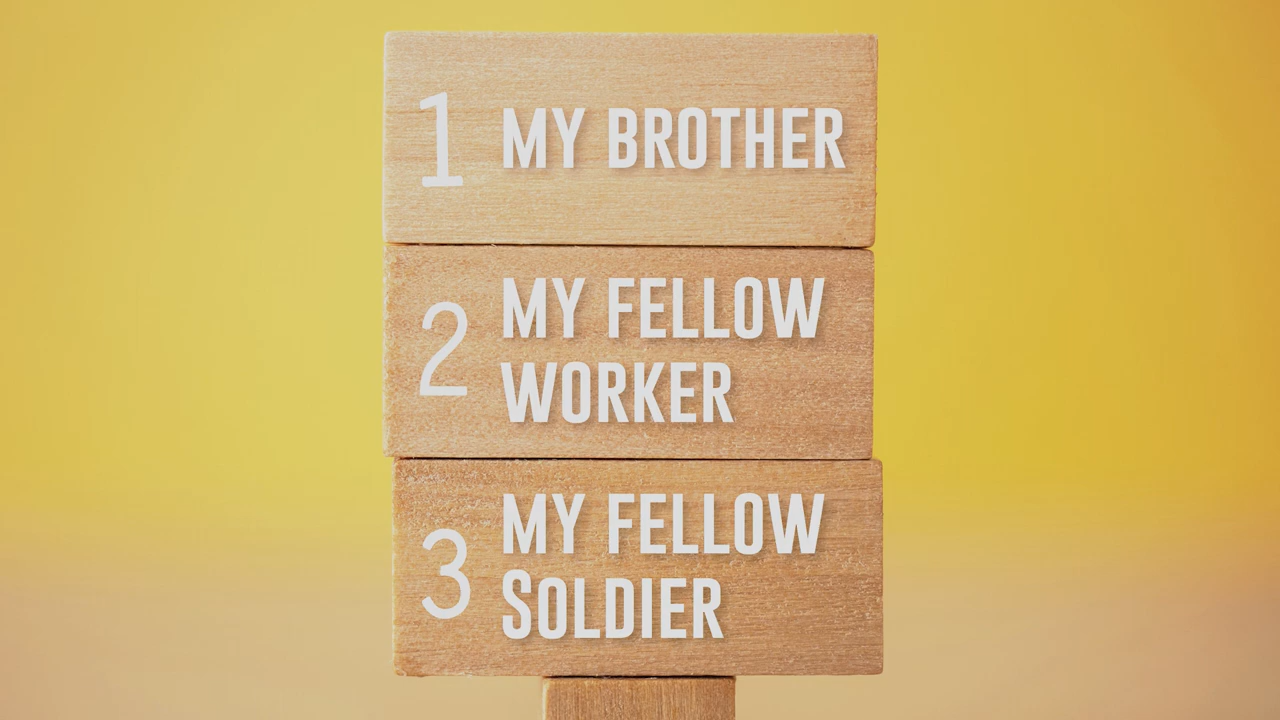 1 MY BROTHER
2 MY FELLOW
WORKER
3 MY FELLOW
SOLDIER